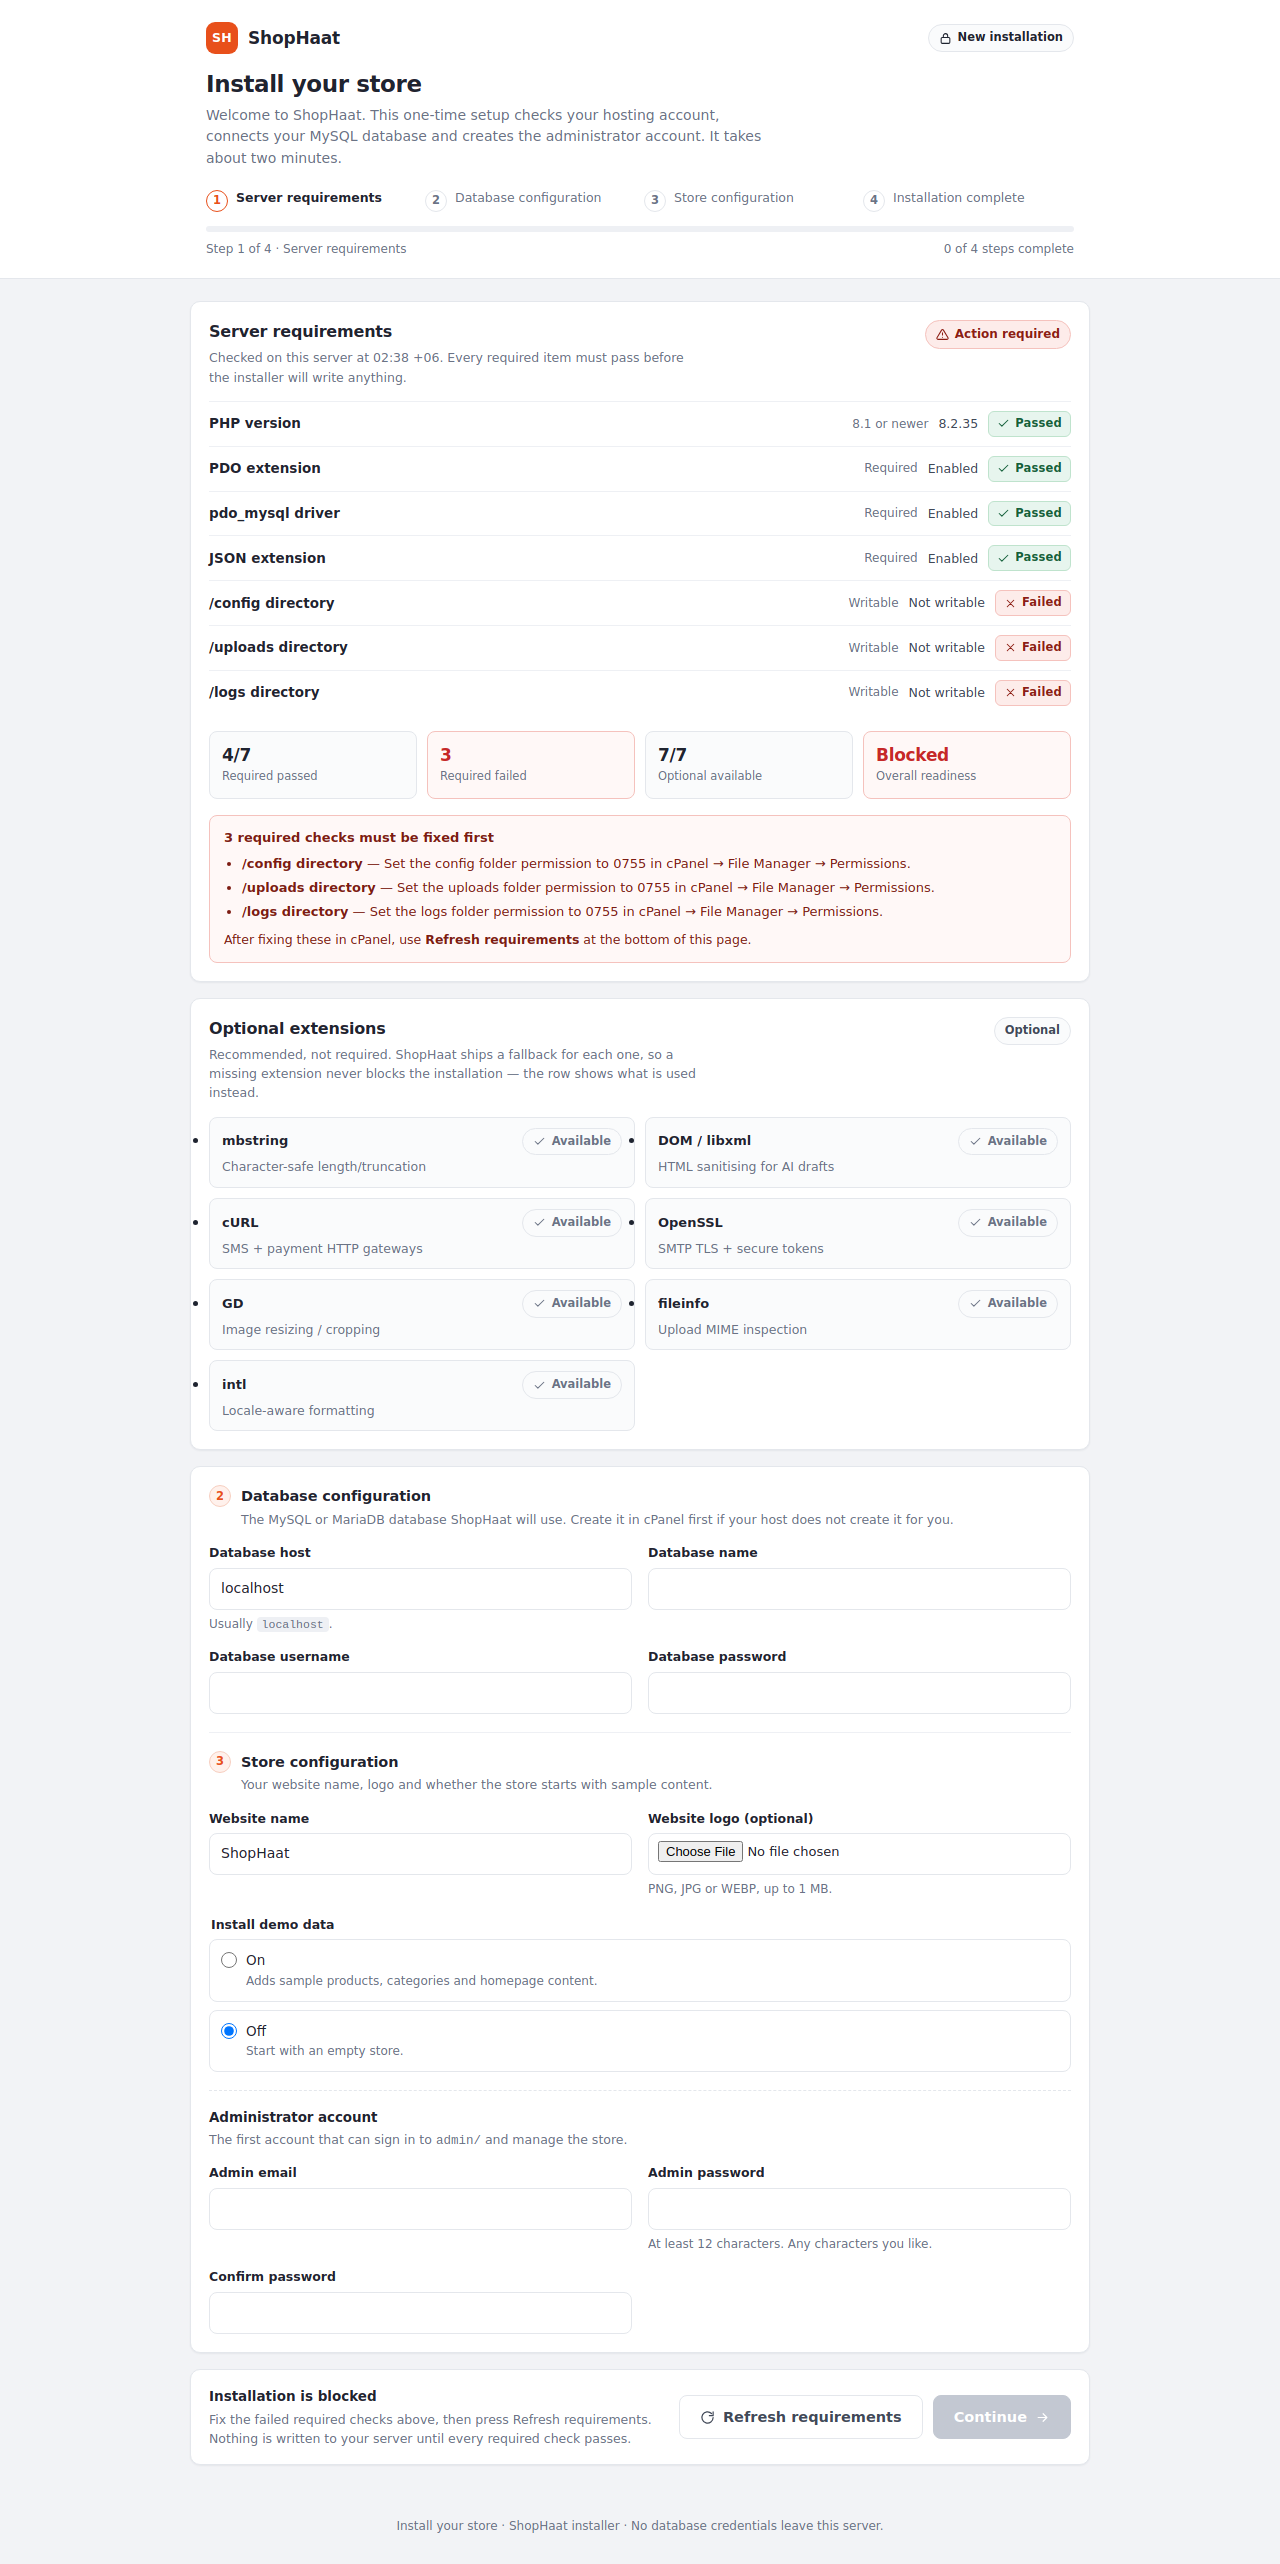 SH ShopHaat
New installation
Install your store
Welcome to ShopHaat. This one-time setup checks your hosting account,
connects your MySQL database and creates the administrator account. It takes
about two minutes.
1 Server requirements
2 Database configuration
3 Store configuration
4 Installation complete
Step 1 of 4 · Server requirements
0 of 4 steps complete
Server requirements
Action required
Checked on this server at 02:38 +06. Every required item must pass before
the installer will write anything.
PHP version 8.1 or newer 8.2.35 Passed
PDO extension Required Enabled Passed
pdo_mysql driver Required Enabled Passed
JSON extension Required Enabled Passed
/config directory Writable Not writable Failed
/uploads directory Writable Not writable Failed
/logs directory Writable Not writable Failed
4/7
Required passed
3
Required failed
7/7
Optional available
Blocked
Overall readiness
3 required checks must be fixed first
• /config directory — Set the config folder permission to 0755 in cPanel → File Manager → Permissions.
• /uploads directory — Set the uploads folder permission to 0755 in cPanel → File Manager → Permissions.
• /logs directory — Set the logs folder permission to 0755 in cPanel → File Manager → Permissions.
After fixing these in cPanel, use Refresh requirements at the bottom of this page.
Optional extensions
Optional
Recommended, not required. ShopHaat ships a fallback for each one, so a
missing extension never blocks the installation — the row shows what is used
instead.
• mbstring Available
Character-safe length/truncation
• DOM / libxml Available
HTML sanitising for AI drafts
• cURL Available
SMS + payment HTTP gateways
• OpenSSL Available
SMTP TLS + secure tokens
• GD Available
Image resizing / cropping
• fileinfo Available
Upload MIME inspection
• intl Available
Locale-aware formatting
2 Database configuration
The MySQL or MariaDB database ShopHaat will use. Create it in cPanel first if your host does not create it for you.
Database host
localhost
Usually localhost.
Database name
Database username
Database password
3 Store configuration
Your website name, logo and whether the store starts with sample content.
Website name
ShopHaat
Website logo (optional)
Choose File No file chosen
PNG, JPG or WEBP, up to 1 MB.
Install demo data
On
Adds sample products, categories and homepage content.
Off
Start with an empty store.
Administrator account
The first account that can sign in to admin/ and manage the store.
Admin email
Admin password
At least 12 characters. Any characters you like.
Confirm password
Installation is blocked
Fix the failed required checks above, then press Refresh requirements.
Nothing is written to your server until every required check passes.
Refresh requirements
Continue →
Install your store · ShopHaat installer · No database credentials leave this server.